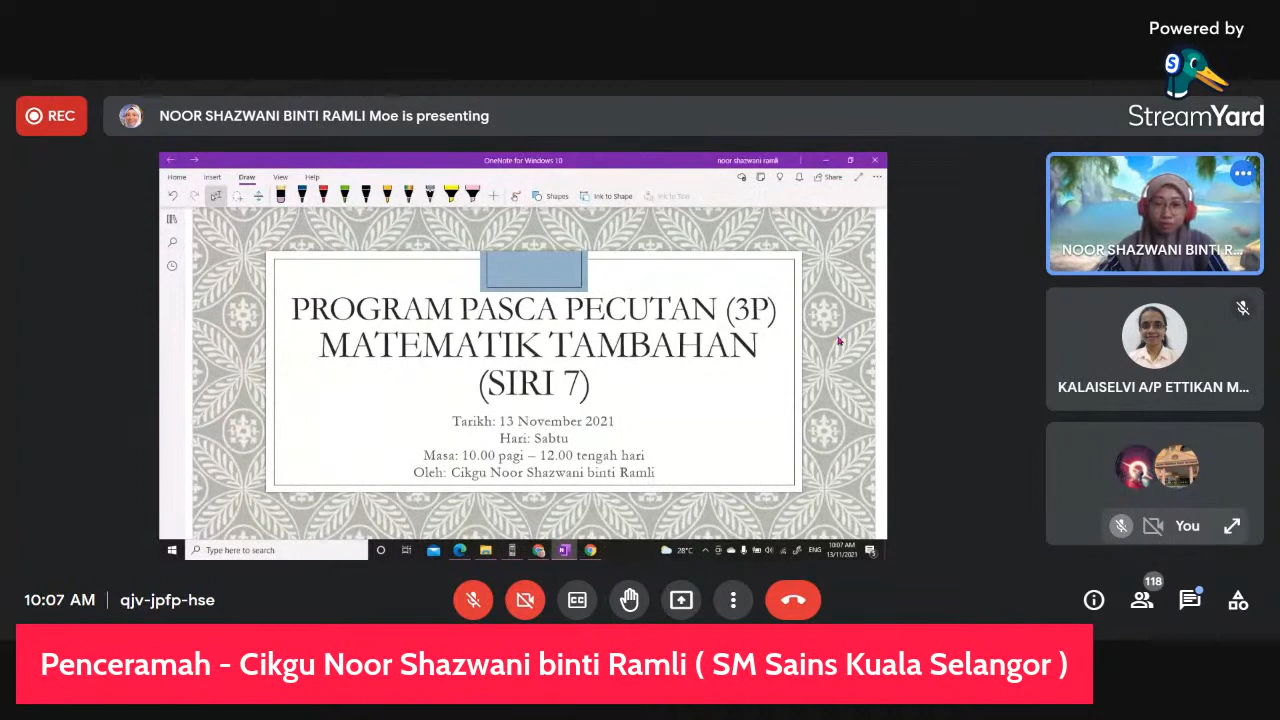 Powered by
StreamYard
REC
NOOR SHAZWANI BINTI RAMLI Moe is presenting
OneNote for Windows 10
noor shazwani ramli
Home Insert Draw View Help
Share
Shapes
Ink to Shape
Ink to Text
PROGRAM PASCA PECUTAN (3P)
MATEMATIK TAMBAHAN
(SIRI 7)
Tarikh: 13 November 2021
Hari: Sabtu
Masa: 10.00 pagi – 12.00 tengah hari
Oleh: Cikgu Noor Shazwani binti Ramli
Type here to search
28°C
ENG
10:07 AM
13/11/2021
NOOR SHAZWANI BINTI R...
KALAISELVI A/P ETTIKAN M...
You
10:07 AM
qjv-jpfp-hse
118
Penceramah - Cikgu Noor Shazwani binti Ramli ( SM Sains Kuala Selangor )